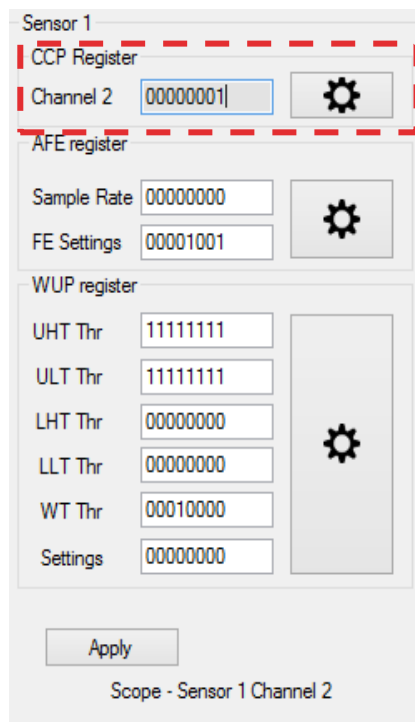 Sensor 1
CCP Register
Channel 2 00000001
AFE register
Sample Rate 00000000
FE Settings 00001001
WUP register
UHT Thr 11111111
ULT Thr 11111111
LHT Thr 00000000
LLT Thr 00000000
WT Thr 00010000
Settings 00000000
Apply
Scope - Sensor 1 Channel 2